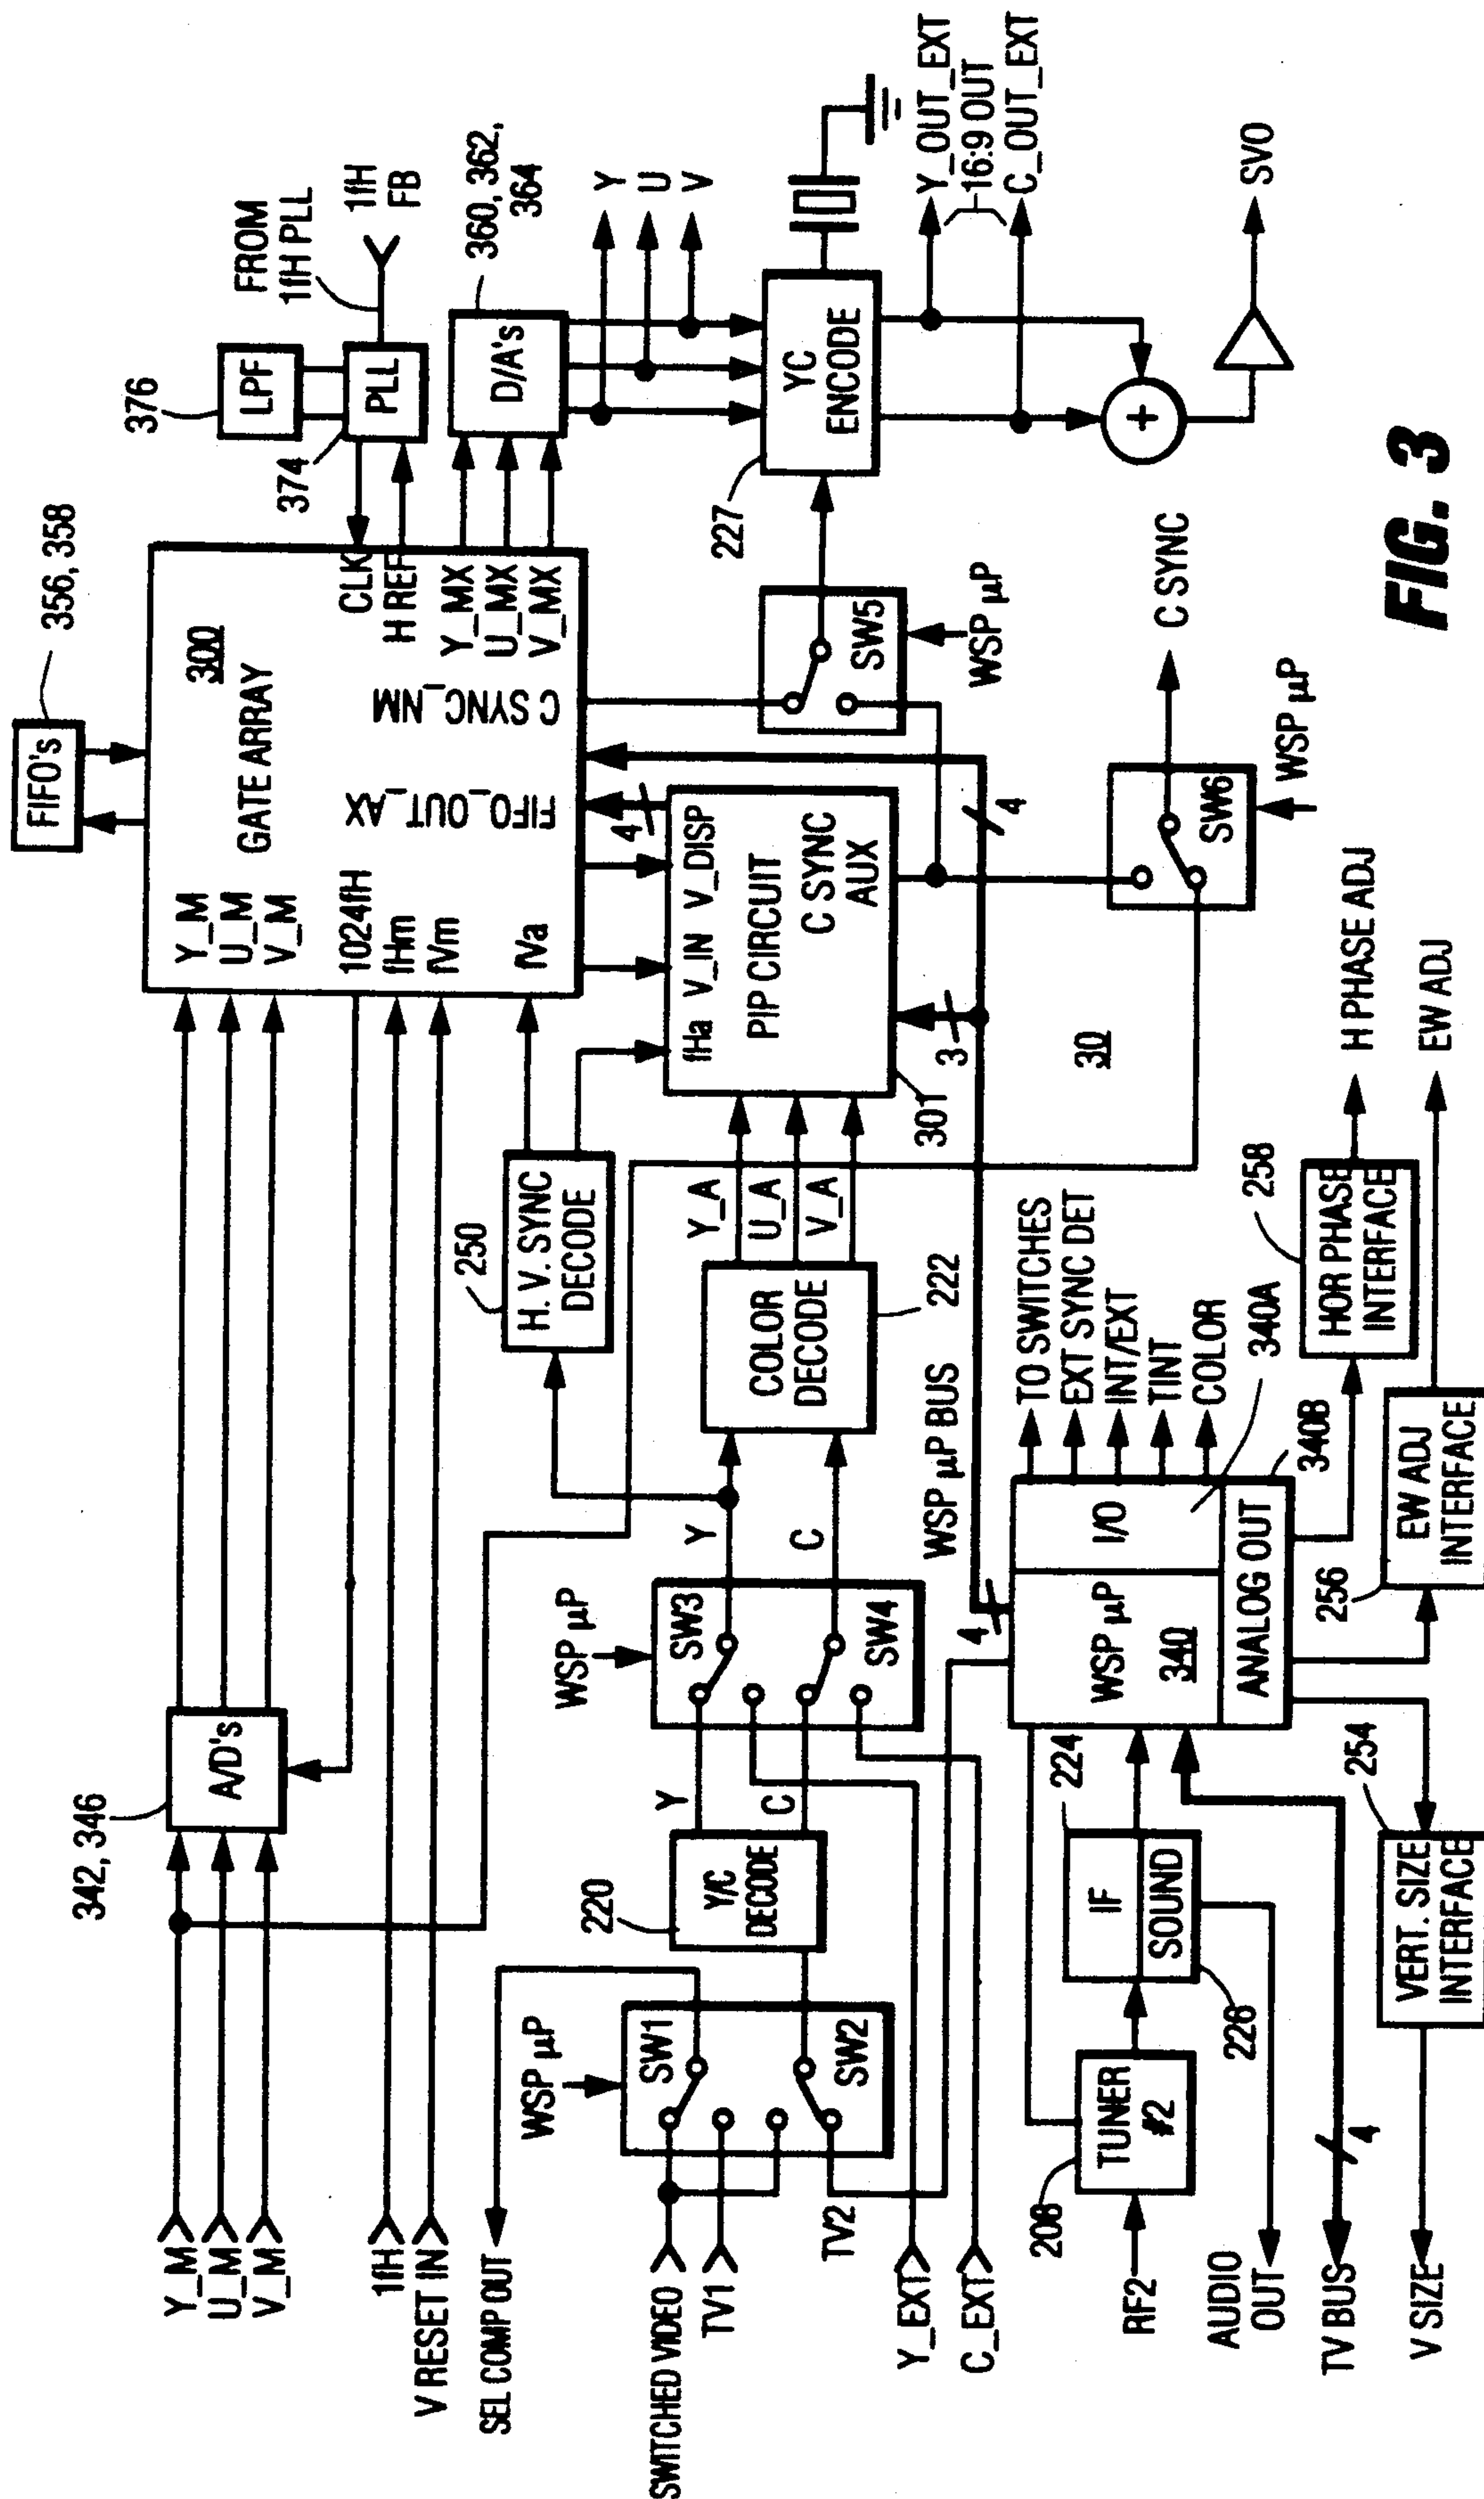 356, 358
FIFO's
376
LPF
FROM
1fH PLL
374
PLL
1fH
FB
342, 346
A/D's
Y_M
U_M
V_M
Y_M
U_M
V_M
300
GATE ARRAY
1024fH
fHm
fVm
fVa
CLK
H REF
Y_MX
U_MX
V_MX
FIFO_OUT_AX
C SYNC_NM
360, 362,
364
D/A's
Y
U
V
1fH
V RESET IN
SEL COMP OUT
250
H. V. SYNC
DECODE
4
fHa V_IN V_DISP
PIP CIRCUIT
C SYNC
AUX
301
3
4
SW5
WSP µP
227
YC
ENCODE
Y_OUT_EXT
16:9 OUT
C_OUT_EXT
SVO
WSP µP
SW1
SW2
SWITCHED VIDEO
TV1
TV2
Y_EXT
C_EXT
220
Y/C
DECODE
Y
C
WSP µP
SW3
SW4
Y
C
COLOR
DECODE
222
Y_A
U_A
V_A
WSP µP BUS
30
SW6
C SYNC
WSP µP
RF2
208
TUNER
#2
224
IF
SOUND
226
AUDIO
OUT
TV BUS
4
4
WSP µP
340
I/O
ANALOG OUT
TO SWITCHES
EXT SYNC DET
INT/EXT
TINT
COLOR
340A
340B
258
HOR PHASE
INTERFACE
H PHASE ADJ
256
EW ADJ
INTERFACE
EW ADJ
254
VERT. SIZE
INTERFACE
V SIZE
FIG. 3